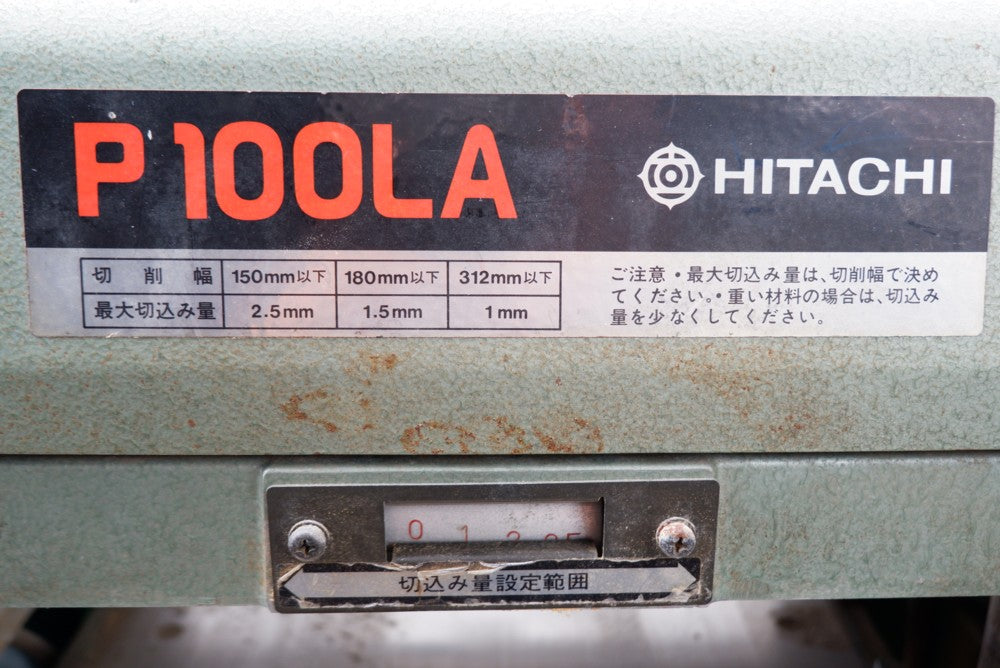 P100LA
HITACHI
切削幅 150mm以下 180mm以下 312mm以下
最大切込み量 2.5mm 1.5mm 1mm
ご注意・最大切込み量は、切削幅で決め
てください。・重い材料の場合は、切込み
量を少なくしてください。
0 1 2 2.5
切込み量設定範囲